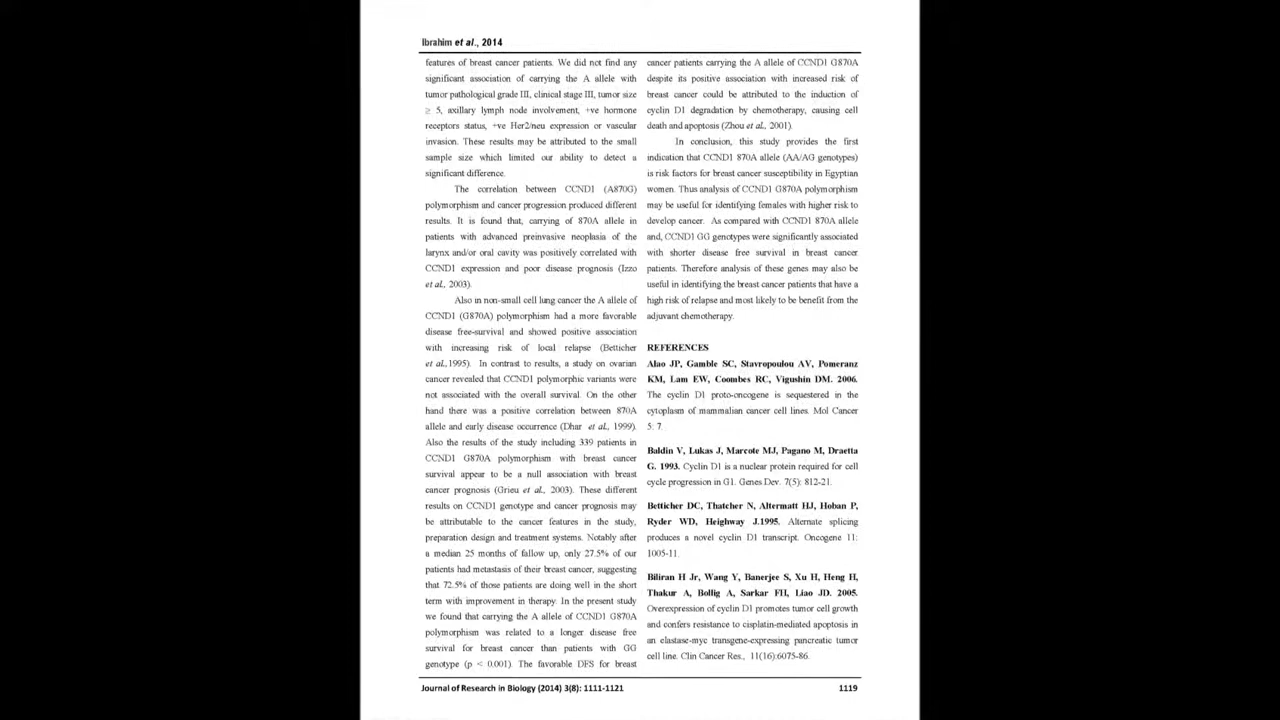 Ibrahim et al., 2014
features of breast cancer patients. We did not find any
significant association of carrying the A allele with
tumor pathological grade III, clinical stage III, tumor size
≥ 5, axillary lymph node involvement, +ve hormone
receptors status, +ve Her2/neu expression or vascular
invasion. These results may be attributed to the small
sample size which limited our ability to detect a
significant difference.
The correlation between CCND1 (A870G)
polymorphism and cancer progression produced different
results. It is found that, carrying of 870A allele in
patients with advanced preinvasive neoplasia of the
larynx and/or oral cavity was positively correlated with
CCND1 expression and poor disease prognosis (Izzo
et al., 2003).
Also in non-small cell lung cancer the A allele of
CCND1 (G870A) polymorphism had a more favorable
disease free-survival and showed positive association
with increasing risk of local relapse (Betticher
et al.,1995). In contrast to results, a study on ovarian
cancer revealed that CCND1 polymorphic variants were
not associated with the overall survival. On the other
hand there was a positive correlation between 870A
allele and early disease occurrence (Dhar et al., 1999).
Also the results of the study including 339 patients in
CCND1 G870A polymorphism with breast cancer
survival appear to be a null association with breast
cancer prognosis (Grieu et al., 2003). These different
results on CCND1 genotype and cancer prognosis may
be attributable to the cancer features in the study,
preparation design and treatment systems. Notably after
a median 25 months of fallow up, only 27.5% of our
patients had metastasis of their breast cancer, suggesting
that 72.5% of those patients are doing well in the short
term with improvement in therapy. In the present study
we found that carrying the A allele of CCND1 G870A
polymorphism was related to a longer disease free
survival for breast cancer than patients with GG
genotype (p < 0.001). The favorable DFS for breast
cancer patients carrying the A allele of CCND1 G870A
despite its positive association with increased risk of
breast cancer could be attributed to the induction of
cyclin D1 degradation by chemotherapy, causing cell
death and apoptosis (Zhou et al., 2001).
In conclusion, this study provides the first
indication that CCND1 870A allele (AA/AG genotypes)
is risk factors for breast cancer susceptibility in Egyptian
women. Thus analysis of CCND1 G870A polymorphism
may be useful for identifying females with higher risk to
develop cancer. As compared with CCND1 870A allele
and, CCND1 GG genotypes were significantly associated
with shorter disease free survival in breast cancer
patients. Therefore analysis of these genes may also be
useful in identifying the breast cancer patients that have a
high risk of relapse and most likely to be benefit from the
adjuvant chemotherapy.
REFERENCES
Alao JP, Gamble SC, Stavropoulou AV, Pomeranz
KM, Lam EW, Coombes RC, Vigushin DM. 2006.
The cyclin D1 proto-oncogene is sequestered in the
cytoplasm of mammalian cancer cell lines. Mol Cancer
5: 7.
Baldin V, Lukas J, Marcote MJ, Pagano M, Draetta
G. 1993. Cyclin D1 is a nuclear protein required for cell
cycle progression in G1. Genes Dev. 7(5): 812-21.
Betticher DC, Thatcher N, Altermatt HJ, Hoban P,
Ryder WD, Heighway J.1995. Alternate splicing
produces a novel cyclin D1 transcript. Oncogene 11:
1005-11.
Biliran H Jr, Wang Y, Banerjee S, Xu H, Heng H,
Thakur A, Bollig A, Sarkar FH, Liao JD. 2005.
Overexpression of cyclin D1 promotes tumor cell growth
and confers resistance to cisplatin-mediated apoptosis in
an elastase-myc transgene-expressing pancreatic tumor
cell line. Clin Cancer Res., 11(16):6075-86.
Journal of Research in Biology (2014) 3(8): 1111-1121
1119